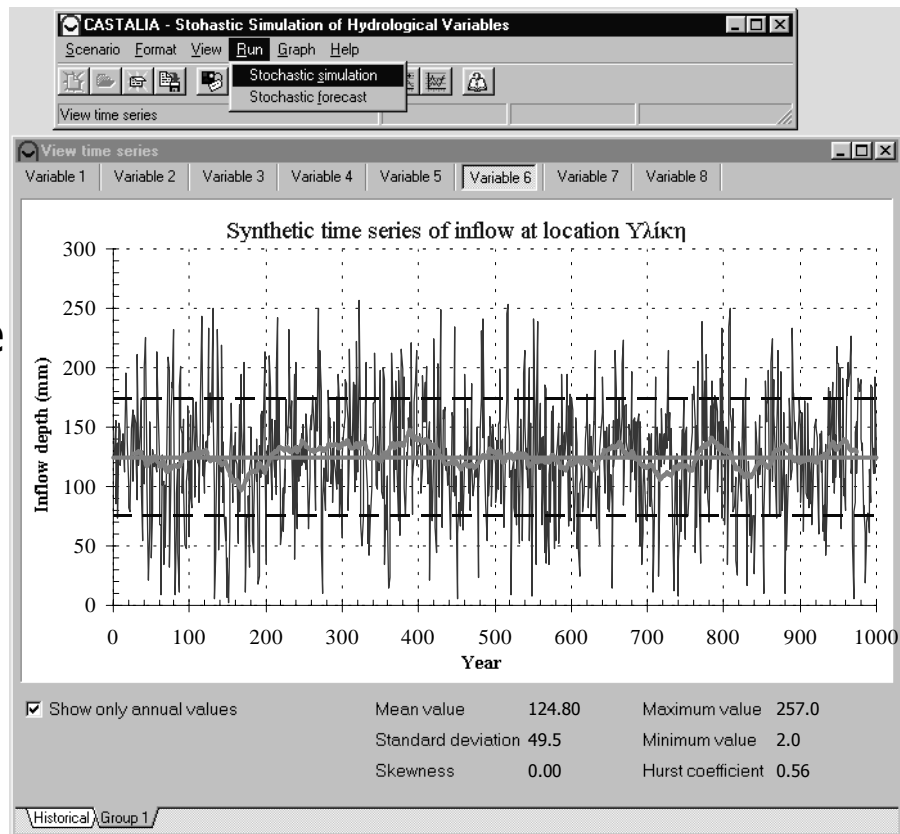 CASTALIA - Stohastic Simulation of Hydrological Variables
Scenario Format View Run Graph Help
Stochastic simulation
Stochastic forecast
View time series
View time series
Variable 1 Variable 2 Variable 3 Variable 4 Variable 5 Variable 6 Variable 7 Variable 8
Synthetic time series of inflow at location Υλίκη
300
250
200
150
100
50
0
Inflow depth (mm)
0 100 200 300 400 500 600 700 800 900 1000
Year
Show only annual values
Mean value 124.80 Maximum value 257.0
Standard deviation 49.5 Minimum value 2.0
Skewness 0.00 Hurst coefficient 0.56
Historical Group 1